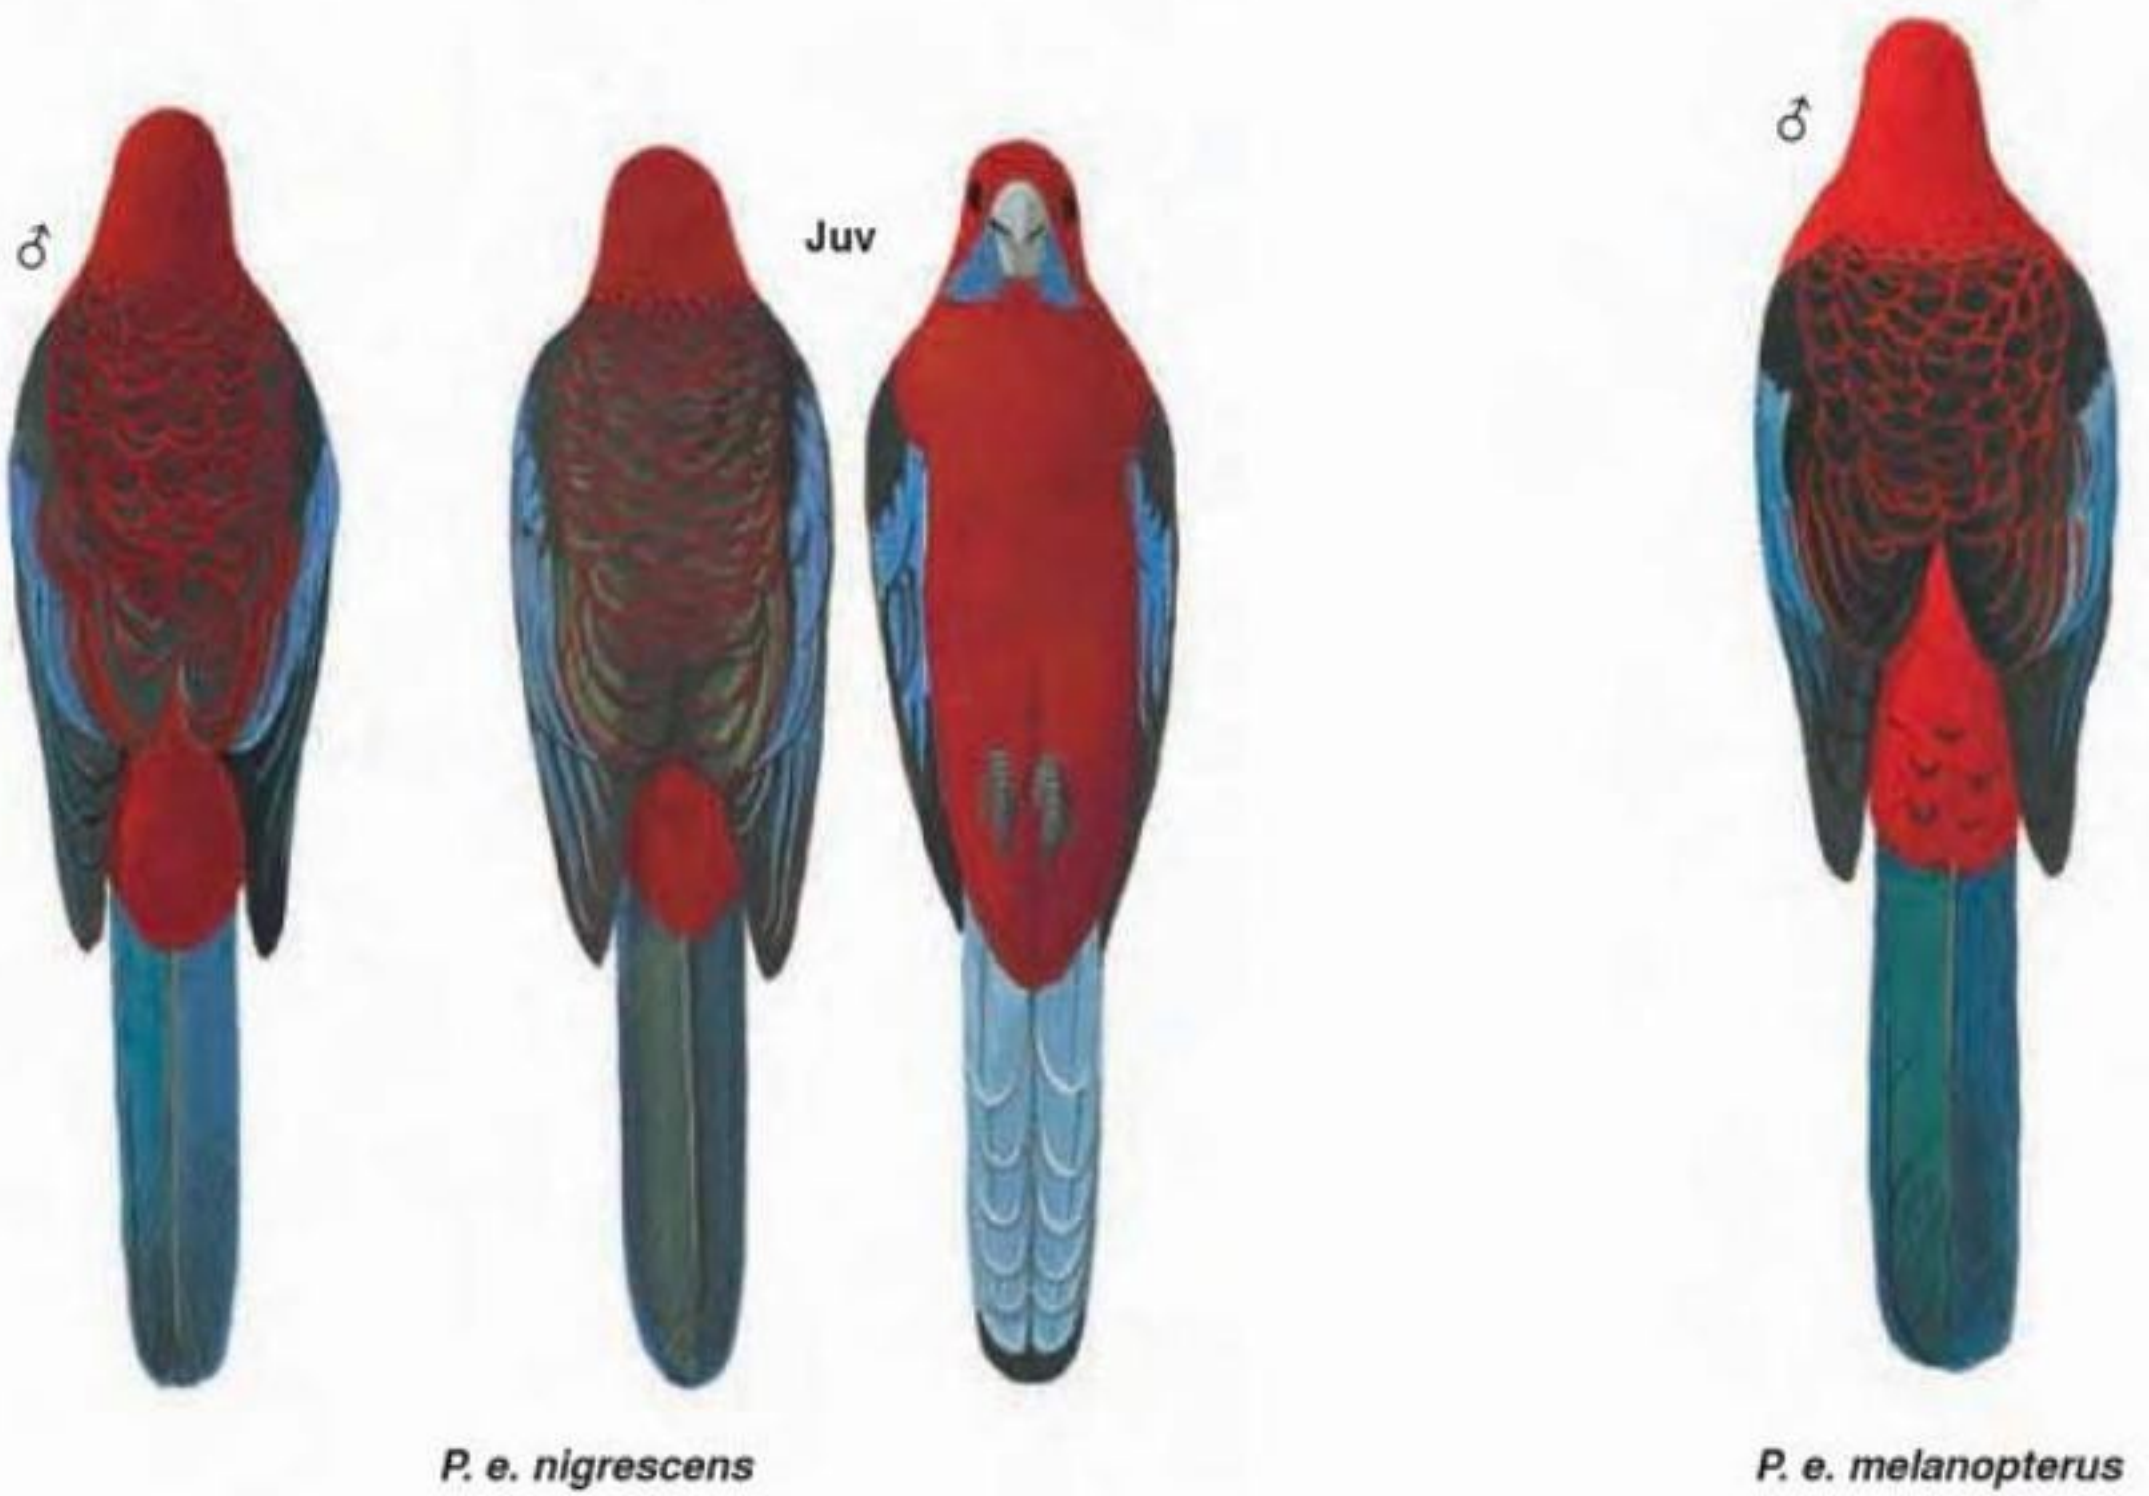 ♂
Juv
♂
P. e. nigrescens
P. e. melanopterus